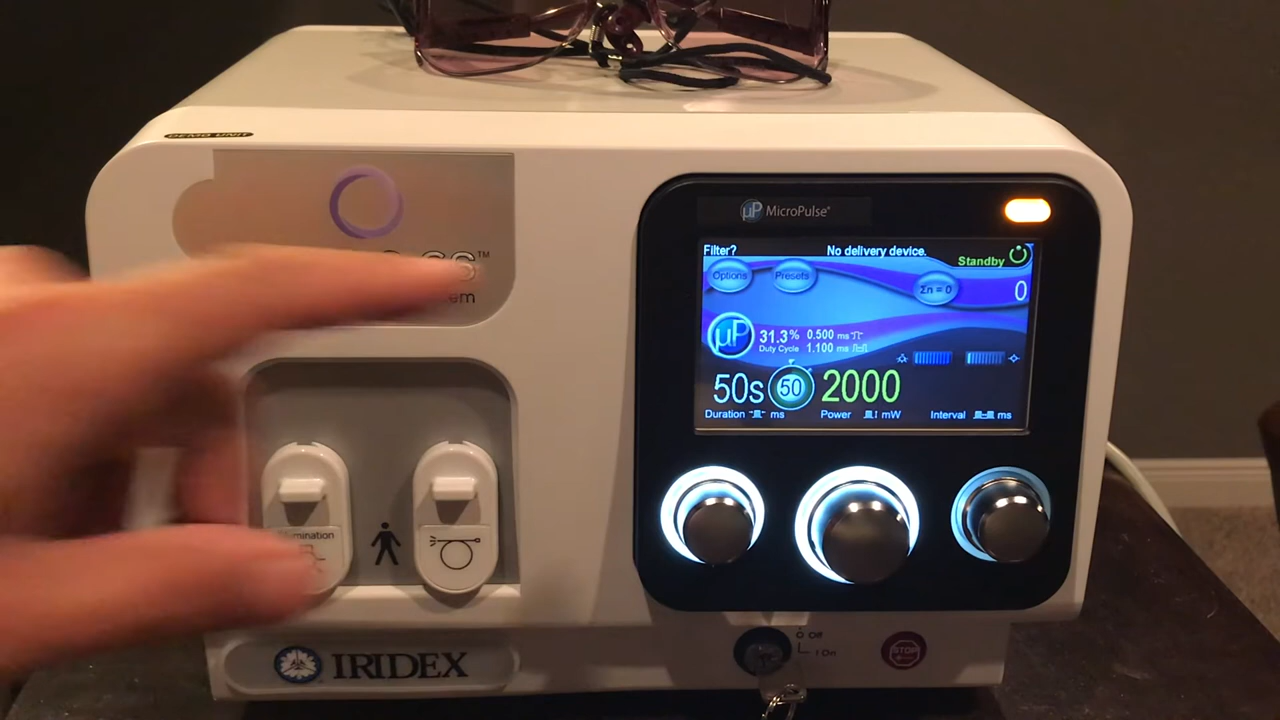 DEMO UNIT
µP MicroPulse®
Filter? No delivery device.
Standby
Options Presets Σn = 0 0
µP 31.3% 0.500 ms
Duty Cycle 1.100 ms
50s 50 2000
Duration ms Power mW Interval ms
Off
On
STOP
IRIDEX